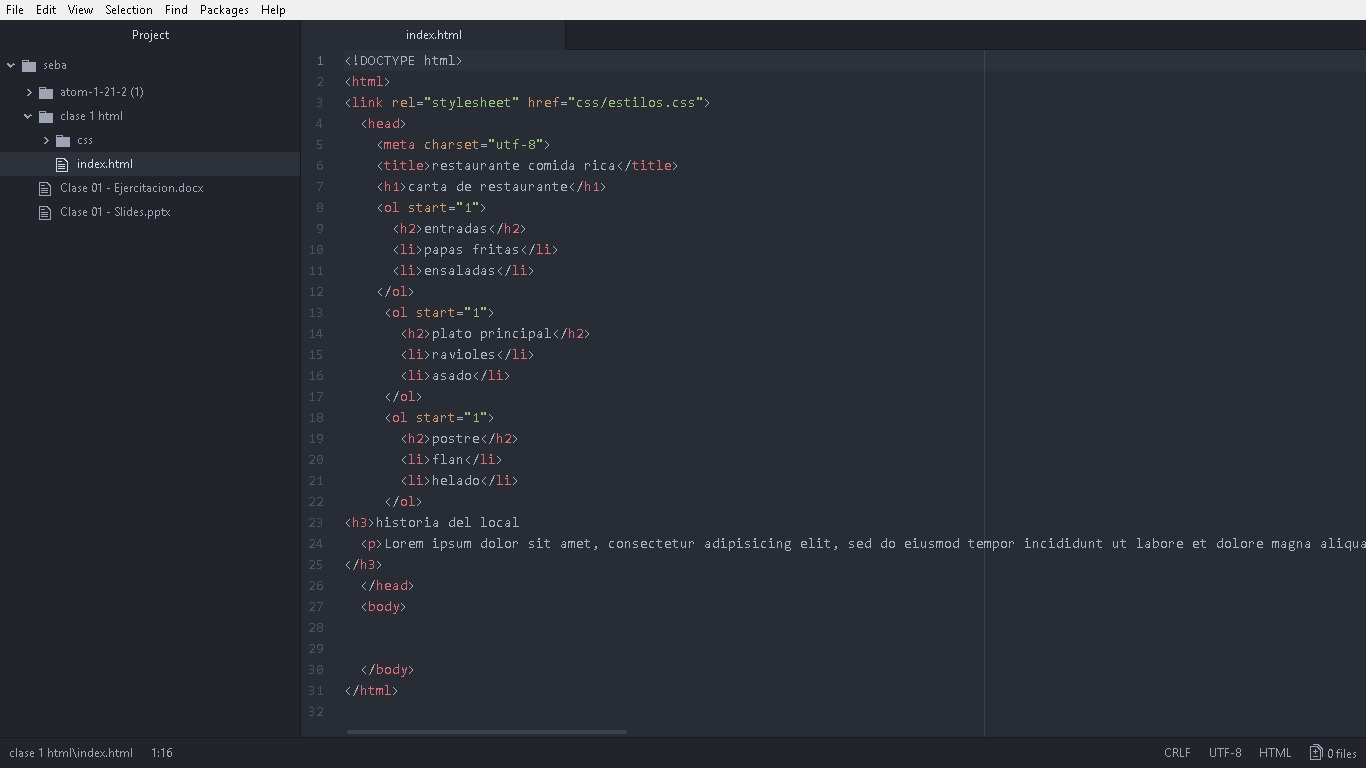 File Edit View Selection Find Packages Help
Project
seba
atom-1-21-2 (1)
clase 1 html
css
index.html
Clase 01 - Ejercitacion.docx
Clase 01 - Slides.pptx
index.html
1 <!DOCTYPE html>
2 <html>
3 <link rel="stylesheet" href="css/estilos.css">
4 <head>
5 <meta charset="utf-8">
6 <title>restaurante comida rica</title>
7 <h1>carta de restaurante</h1>
8 <ol start="1">
9 <h2>entradas</h2>
10 <li>papas fritas</li>
11 <li>ensaladas</li>
12 </ol>
13 <ol start="1">
14 <h2>plato principal</h2>
15 <li>ravioles</li>
16 <li>asado</li>
17 </ol>
18 <ol start="1">
19 <h2>postre</h2>
20 <li>flan</li>
21 <li>helado</li>
22 </ol>
23 <h3>historia del local
24 <p>Lorem ipsum dolor sit amet, consectetur adipisicing elit, sed do eiusmod tempor incididunt ut labore et dolore magna aliqua
25 </h3>
26 </head>
27 <body>
28
29
30 </body>
31 </html>
32
clase 1 html\index.html 1:16 CRLF UTF-8 HTML 0 files